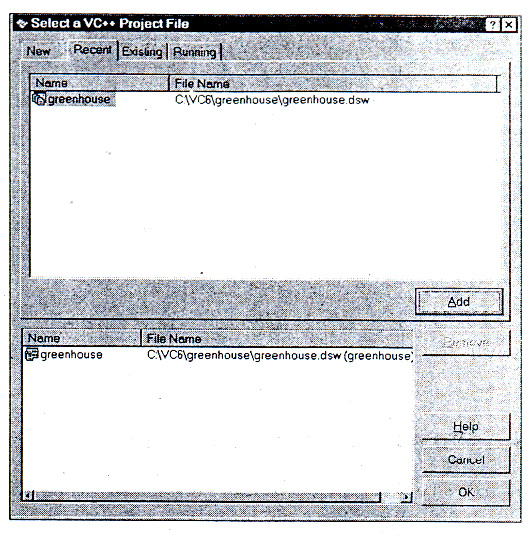 Select a VC++ Project File
New Recent Existing Running
Name File Name
greenhouse C:\VC6\greenhouse\greenhouse.dsw
Add
Name File Name
greenhouse C:\VC6\greenhouse\greenhouse.dsw (greenhouse)
Remove
Help
Cancel
OK